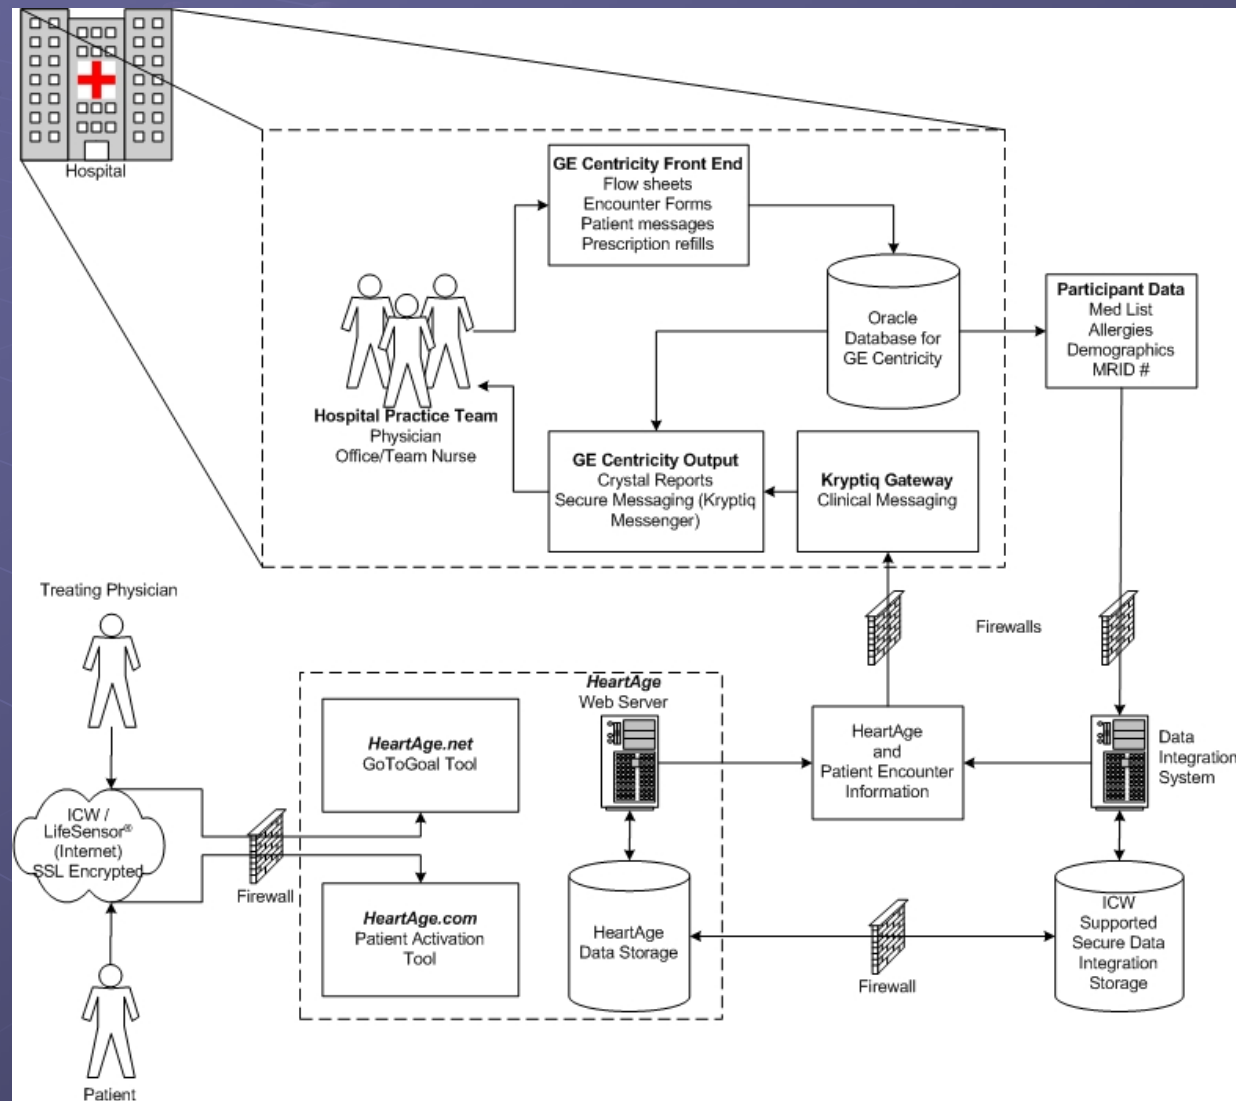 Hospital
GE Centricity Front End
Flow sheets
Encounter Forms
Patient messages
Prescription refills
Oracle
Database for
GE Centricity
Participant Data
Med List
Allergies
Demographics
MRID #
Hospital Practice Team
Physician
Office/Team Nurse
GE Centricity Output
Crystal Reports
Secure Messaging (Kryptiq
Messenger)
Kryptiq Gateway
Clinical Messaging
Treating Physician
Firewalls
HeartAge
Web Server
HeartAge.net
GoToGoal Tool
HeartAge
and
Patient Encounter
Information
Data
Integration
System
ICW /
LifeSensor®
(Internet)
SSL Encrypted
Firewall
HeartAge.com
Patient Activation
Tool
HeartAge
Data Storage
Firewall
ICW
Supported
Secure Data
Integration
Storage
Patient